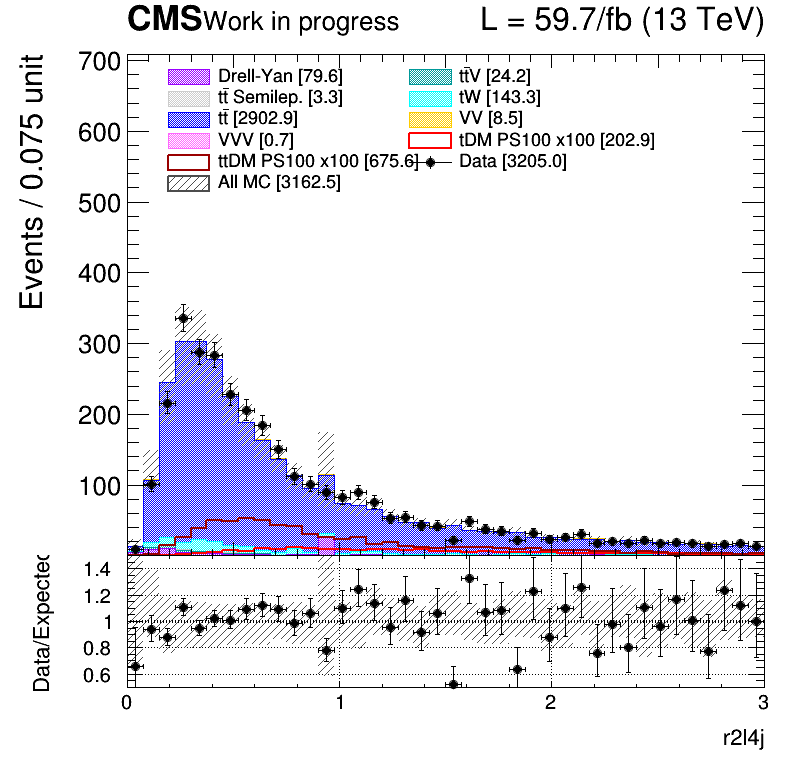 CMS Work in progress L = 59.7/fb (13 TeV)
Events / 0.075 unit
700
600
500
400
300
200
100
Drell-Yan [79.6]
tt̄V [24.2]
tt̄ Semilep. [3.3]
tW [143.3]
tt̄ [2902.9]
VV [8.5]
VVV [0.7]
tDM PS100 x100 [202.9]
ttDM PS100 x100 [675.6]
Data [3205.0]
All MC [3162.5]
Data/Expected
1.4
1.2
1
0.8
0.6
0 1 2 3
r2l4j